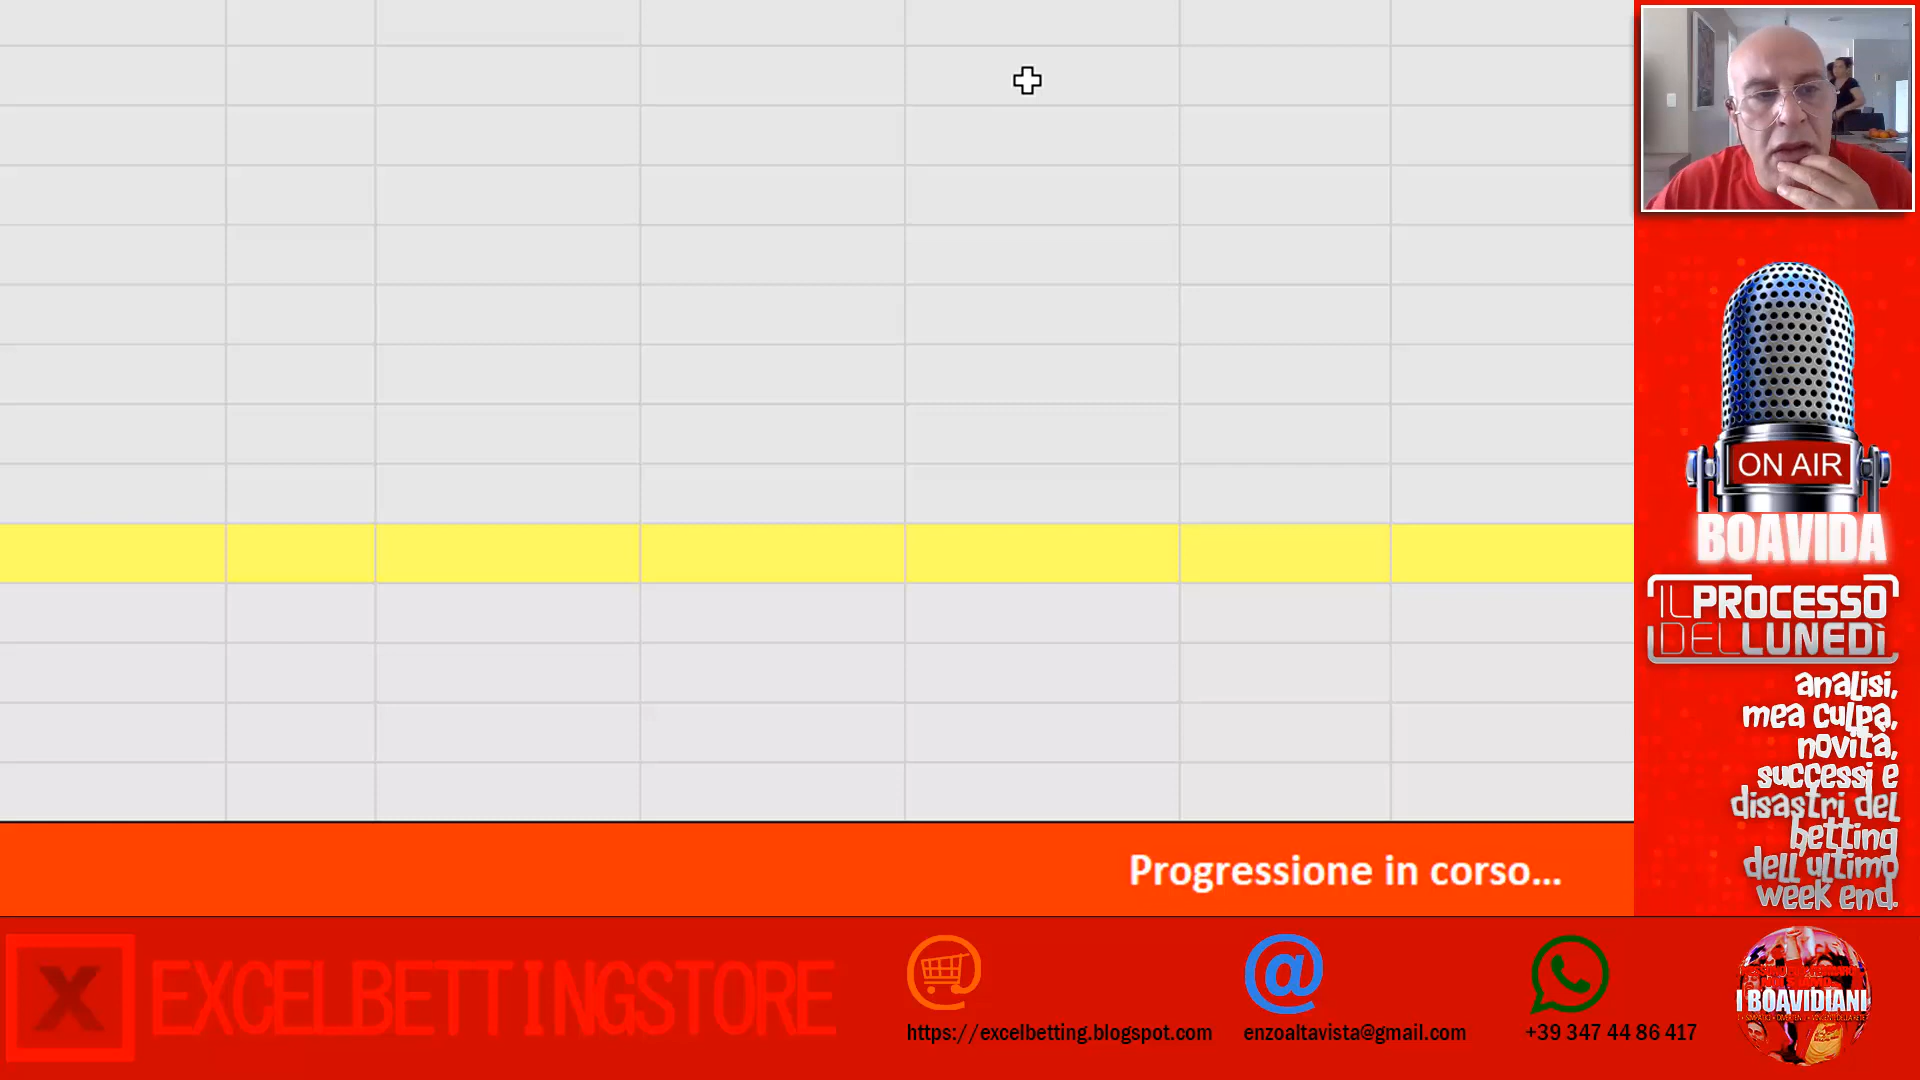 ON AIR
BOAVIDA
IL PROCESSO
DEL LUNEDÌ
analisi,
mea culpa,
novità,
successi e
disastri del
betting
dell'ultimo
week end.
Progressione in corso...
X EXCELBETTINGSTORE
https://excelbetting.blogspot.com
enzoaltavista@gmail.com
+39 347 44 86 417
I BOAVIDIANI